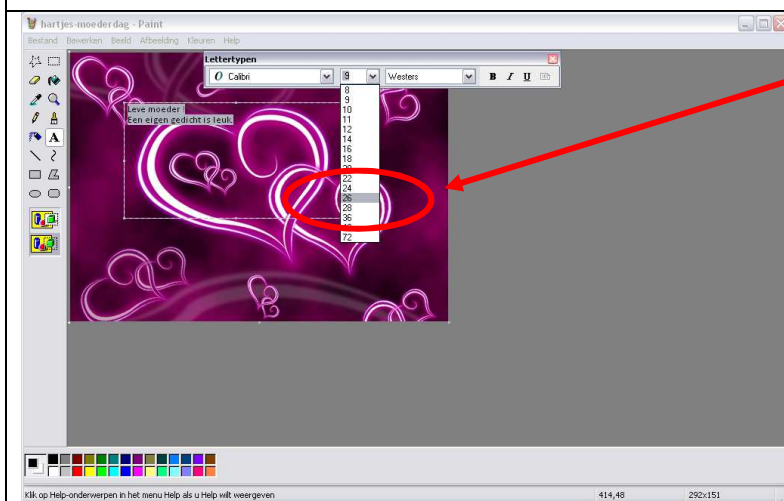 hartjes-moederdag - Paint
Bestand Bewerken Beeld Afbeelding Kleuren Help
Lettertypen
O Calibri 9 Westers B I U
8
9
10
11
12
14
16
18
20
22
24
26
28
36
72
Leve moeder !
Een eigen gedicht is leuk.
A
Klik op Help-onderwerpen in het menu Help als u Help wilt weergeven 414,48 292x151